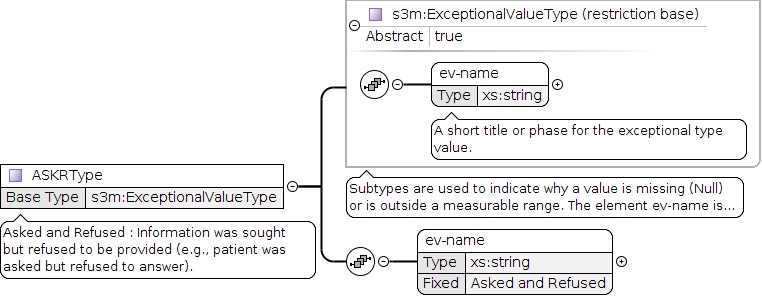 s3m:ExceptionalValueType (restriction base)
Abstract true
ev-name
Type xs:string
A short title or phase for the exceptional type
value.
ASKRType
Base Type s3m:ExceptionalValueType
Subtypes are used to indicate why a value is missing (Null)
or is outside a measurable range. The element ev-name is...
Asked and Refused : Information was sought
but refused to be provided (e.g., patient was
asked but refused to answer).
ev-name
Type xs:string
Fixed Asked and Refused